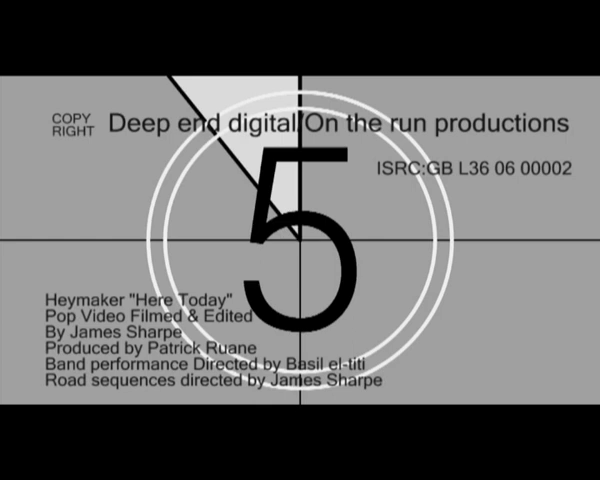 COPY
RIGHT
Deep end digital/On the run productions
ISRC:GB L36 06 00002
5
Heymaker "Here Today"
Pop Video Filmed & Edited
By James Sharpe
Produced by Patrick Ruane
Band performance Directed by Basil el-titi
Road sequences directed by James Sharpe